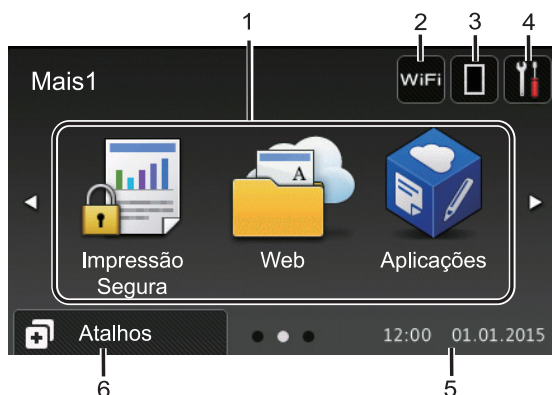 1 2 3 4
Mais1
WiFi
A
Impressão
Segura
Web
Aplicações
Atalhos
12:00 01.01.2015
6 5